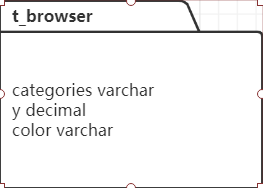 t_browser
categories varchar
y decimal
color varchar